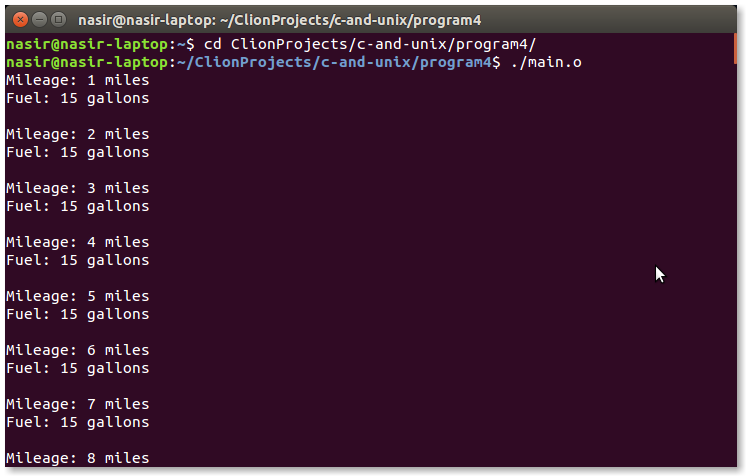 nasir@nasir-laptop: ~/ClionProjects/c-and-unix/program4
nasir@nasir-laptop:~$ cd ClionProjects/c-and-unix/program4/
nasir@nasir-laptop:~/ClionProjects/c-and-unix/program4$ ./main.o
Mileage: 1 miles
Fuel: 15 gallons
Mileage: 2 miles
Fuel: 15 gallons
Mileage: 3 miles
Fuel: 15 gallons
Mileage: 4 miles
Fuel: 15 gallons
Mileage: 5 miles
Fuel: 15 gallons
Mileage: 6 miles
Fuel: 15 gallons
Mileage: 7 miles
Fuel: 15 gallons
Mileage: 8 miles